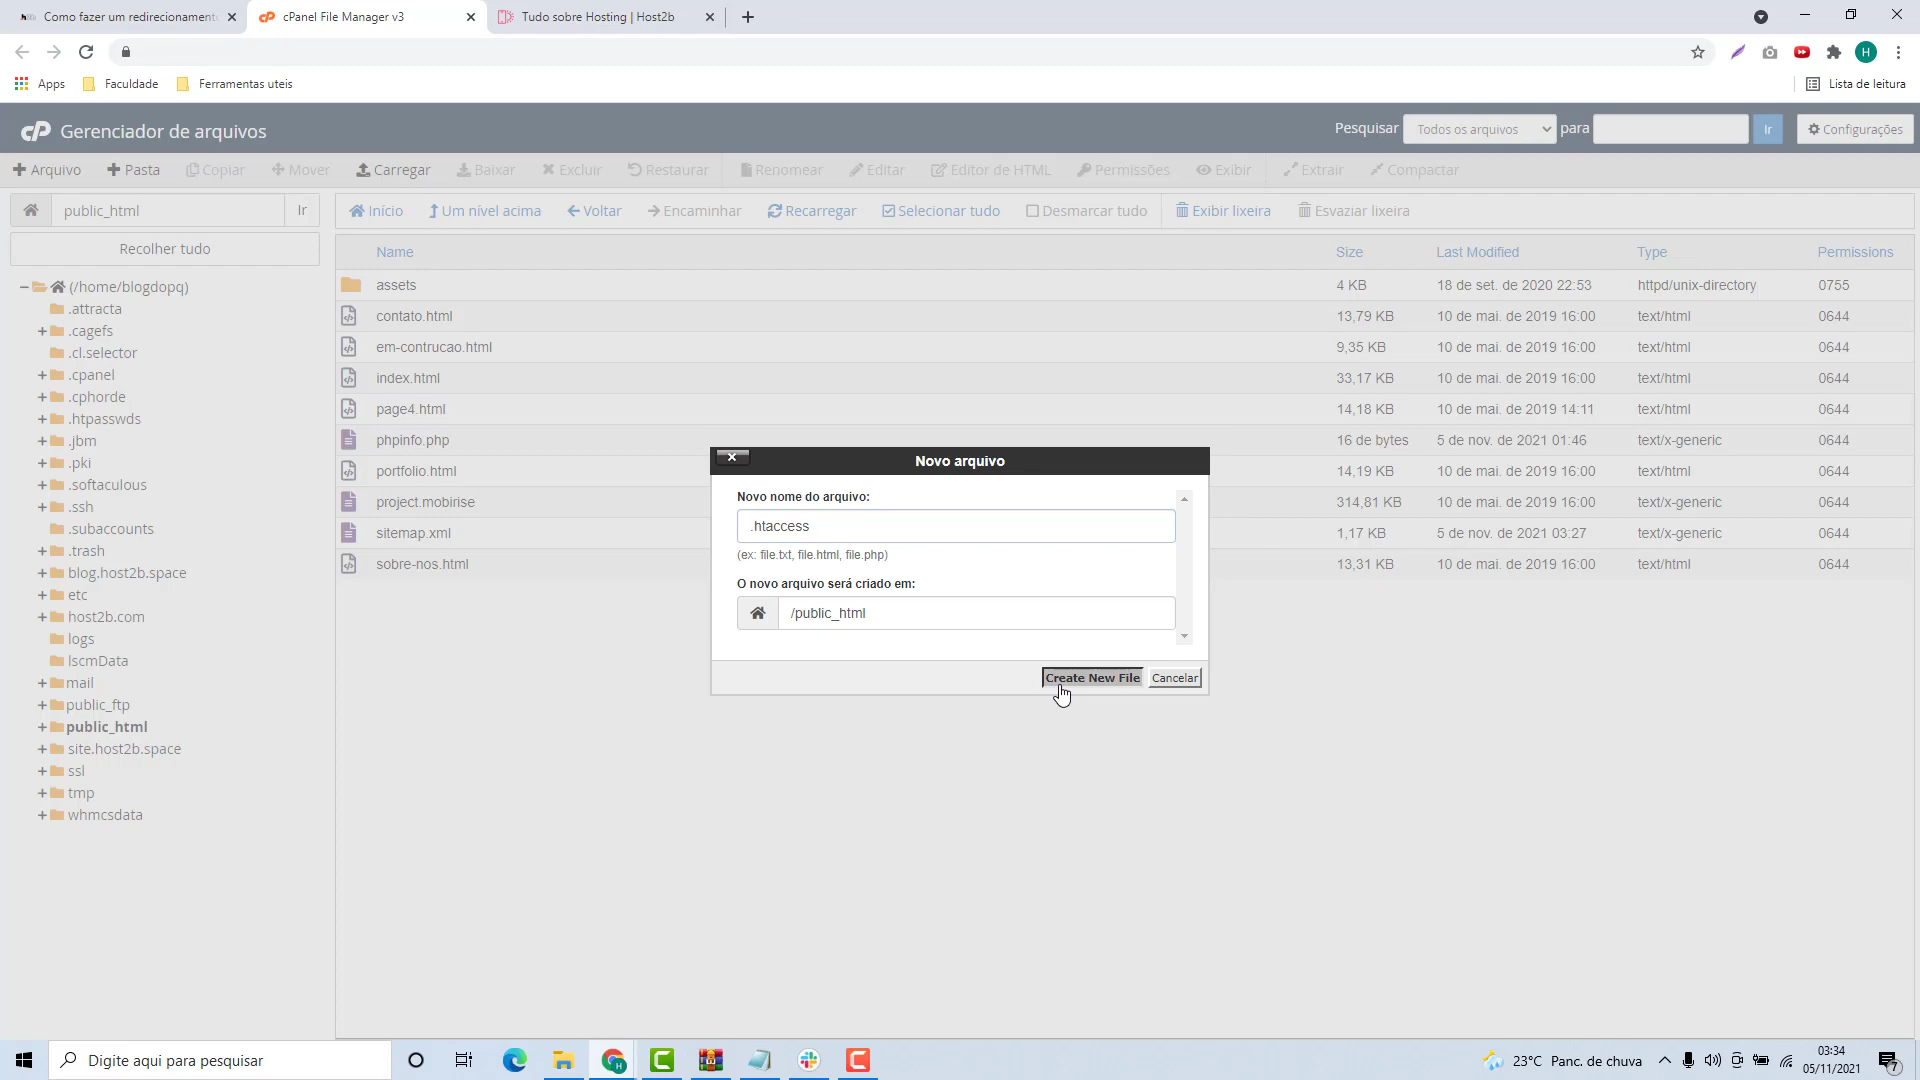 Como fazer um redirecionament
cPanel File Manager v3
Tudo sobre Hosting | Host2b
H
Apps
Faculdade
Ferramentas uteis
Lista de leitura
cP Gerenciador de arquivos
Pesquisar
Todos os arquivos
para
Ir
Configurações
Arquivo
Pasta
Copiar
Mover
Carregar
Baixar
Excluir
Restaurar
Renomear
Editar
Editor de HTML
Permissões
Exibir
Extrair
Compactar
public_html
Ir
Início
Um nível acima
Voltar
Encaminhar
Recarregar
Selecionar tudo
Desmarcar tudo
Exibir lixeira
Esvaziar lixeira
Recolher tudo
(/home/blogdopq)
.attracta
.cagefs
.cl.selector
.cpanel
.cphorde
.htpasswds
.jbm
.pki
.softaculous
.ssh
.subaccounts
.trash
blog.host2b.space
etc
host2b.com
logs
lscmData
mail
public_ftp
public_html
site.host2b.space
ssl
tmp
whmcsdata
Name Size Last Modified Type Permissions
assets 4 KB 18 de set. de 2020 22:53 httpd/unix-directory 0755
contato.html 13,79 KB 10 de mai. de 2019 16:00 text/html 0644
em-contrucao.html 9,35 KB 10 de mai. de 2019 16:00 text/html 0644
index.html 33,17 KB 10 de mai. de 2019 16:00 text/html 0644
page4.html 14,18 KB 10 de mai. de 2019 14:11 text/html 0644
phpinfo.php 16 de bytes 5 de nov. de 2021 01:46 text/x-generic 0644
portfolio.html 14,19 KB 10 de mai. de 2019 16:00 text/html 0644
project.mobirise 314,81 KB 10 de mai. de 2019 16:00 text/x-generic 0644
sitemap.xml 1,17 KB 5 de nov. de 2021 03:27 text/x-generic 0644
sobre-nos.html 13,31 KB 10 de mai. de 2019 16:00 text/html 0644
Novo arquivo
Novo nome do arquivo:
.htaccess
(ex: file.txt, file.html, file.php)
O novo arquivo será criado em:
/public_html
Create New File
Cancelar
Digite aqui para pesquisar
23°C Panc. de chuva
03:34
05/11/2021
7